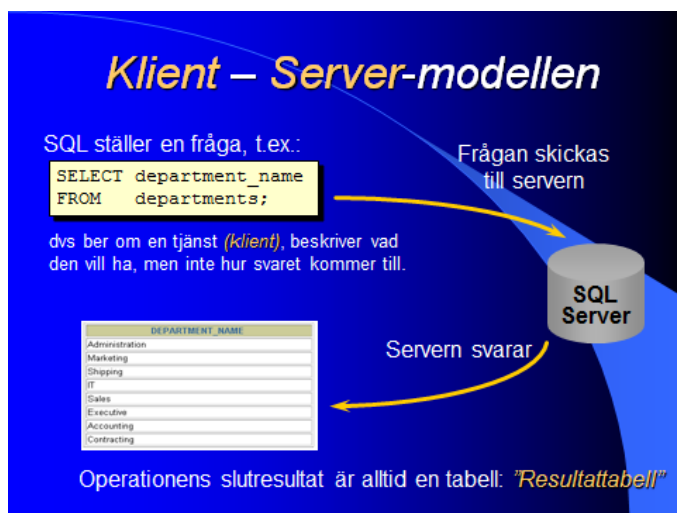 Klient – Server-modellen
SQL ställer en fråga, t.ex.:
SELECT department_name
FROM departments;
Frågan skickas
till servern
dvs ber om en tjänst (klient), beskriver vad
den vill ha, men inte hur svaret kommer till.
SQL
Server
DEPARTMENT_NAME
Administration
Marketing
Shipping
IT
Sales
Executive
Accounting
Contracting
Servern svarar
Operationens slutresultat är alltid en tabell: ”Resultattabell”